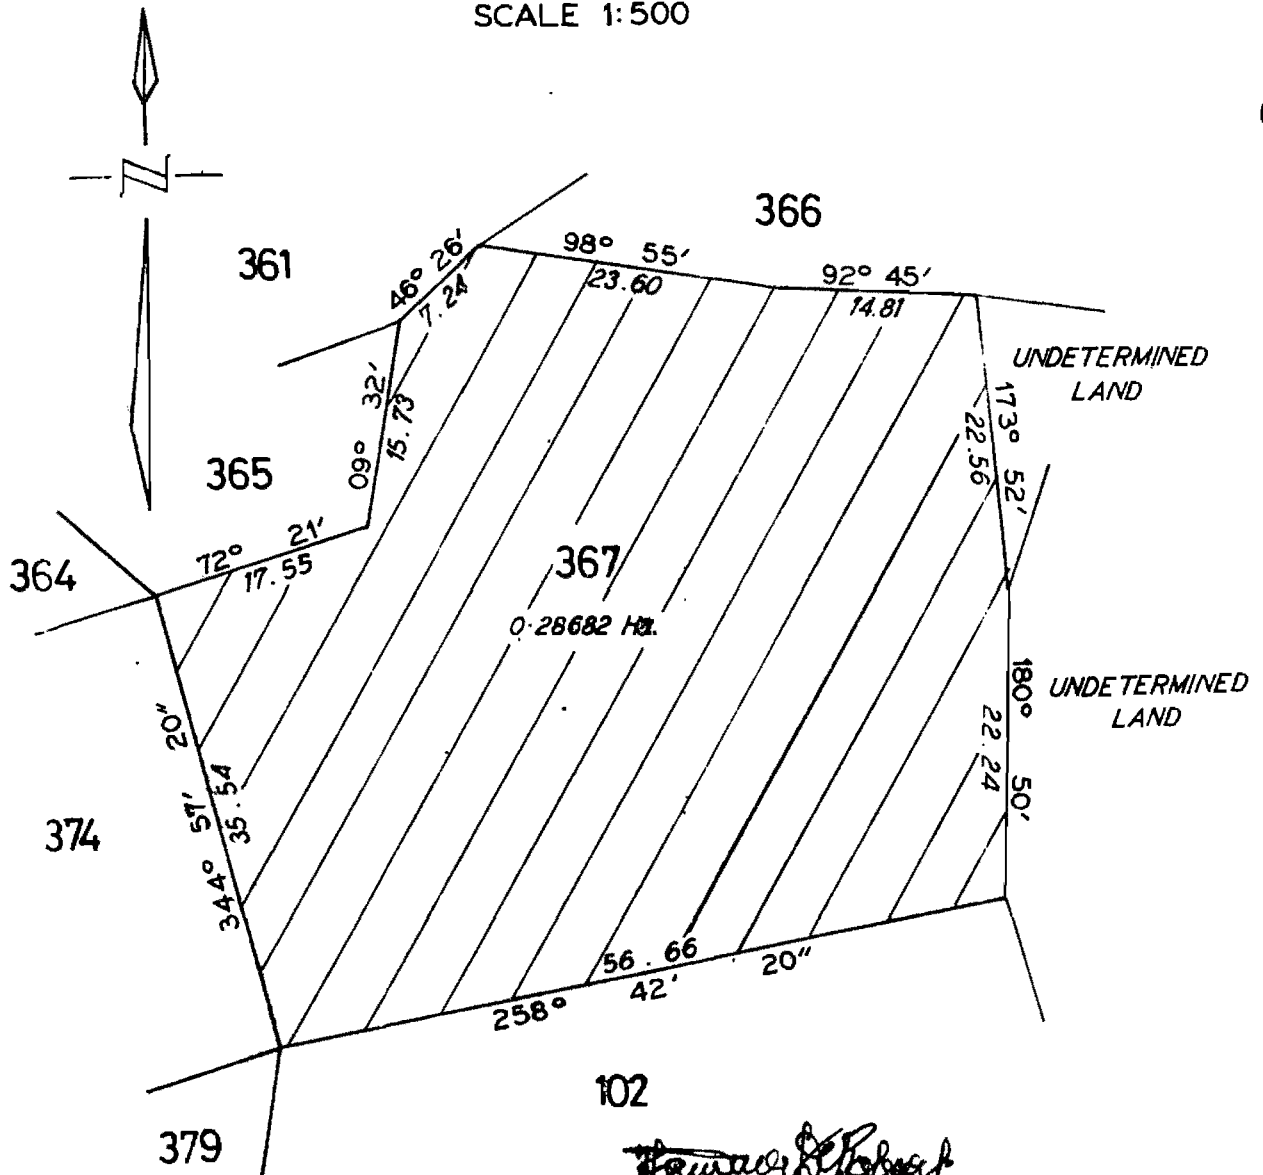 SCALE 1:500
N
366
361
98° 55'
23.60
92° 45'
14.81
46° 26'
7.24
UNDETERMINED
LAND
173° 52'
22.56
09° 32'
15.73
365
72° 21'
17.55
364
367
0.28682 Ha.
180° 50'
22.24
UNDETERMINED
LAND
344° 57' 20"
35.54
374
56.66
258° 42' 20"
102
379